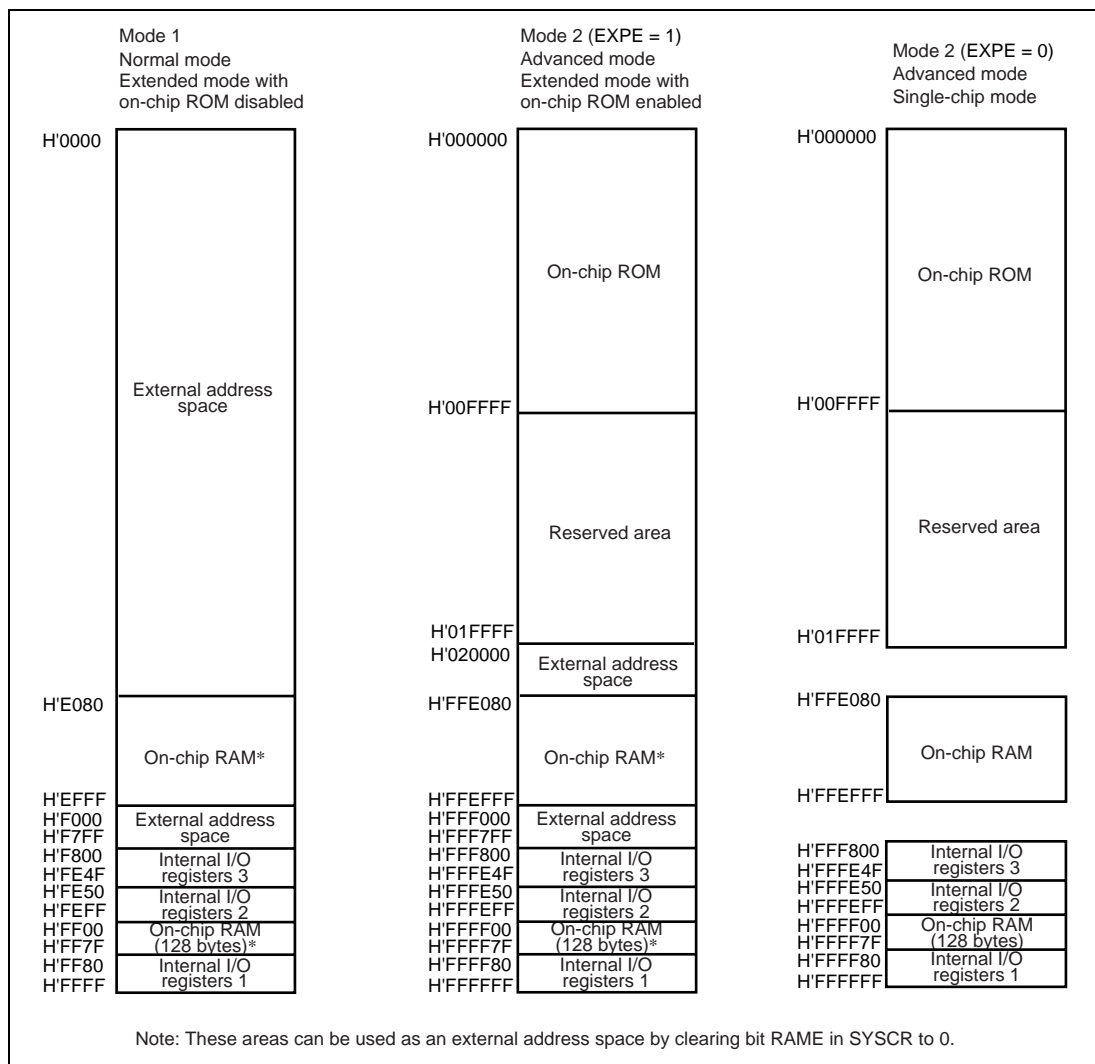 Mode 1
Normal mode
Extended mode with
on-chip ROM disabled
H'0000
External address
space
H'E080
On-chip RAM*
H'EFFF
H'F000
External address
space
H'F7FF
H'F800
Internal I/O
registers 3
H'FE4F
H'FE50
Internal I/O
registers 2
H'FEFF
H'FF00
On-chip RAM
(128 bytes)*
H'FF7F
H'FF80
Internal I/O
registers 1
H'FFFF
Mode 2 (EXPE = 1)
Advanced mode
Extended mode with
on-chip ROM enabled
H'000000
On-chip ROM
H'00FFFF
Reserved area
H'01FFFF
H'020000
External address
space
H'FFE080
On-chip RAM*
H'FFEFFF
H'FFF000
External address
space
H'FFF7FF
H'FFF800
Internal I/O
registers 3
H'FFFE4F
H'FFFE50
Internal I/O
registers 2
H'FFFEFF
H'FFFF00
On-chip RAM
(128 bytes)*
H'FFFF7F
H'FFFF80
Internal I/O
registers 1
H'FFFFFF
Mode 2 (EXPE = 0)
Advanced mode
Single-chip mode
H'000000
On-chip ROM
H'00FFFF
Reserved area
H'01FFFF
H'FFE080
On-chip RAM
H'FFEFFF
H'FFF800
Internal I/O
registers 3
H'FFFE4F
H'FFFE50
Internal I/O
registers 2
H'FFFEFF
H'FFFF00
On-chip RAM
(128 bytes)
H'FFFF7F
H'FFFF80
Internal I/O
registers 1
H'FFFFFF
Note: These areas can be used as an external address space by clearing bit RAME in SYSCR to 0.